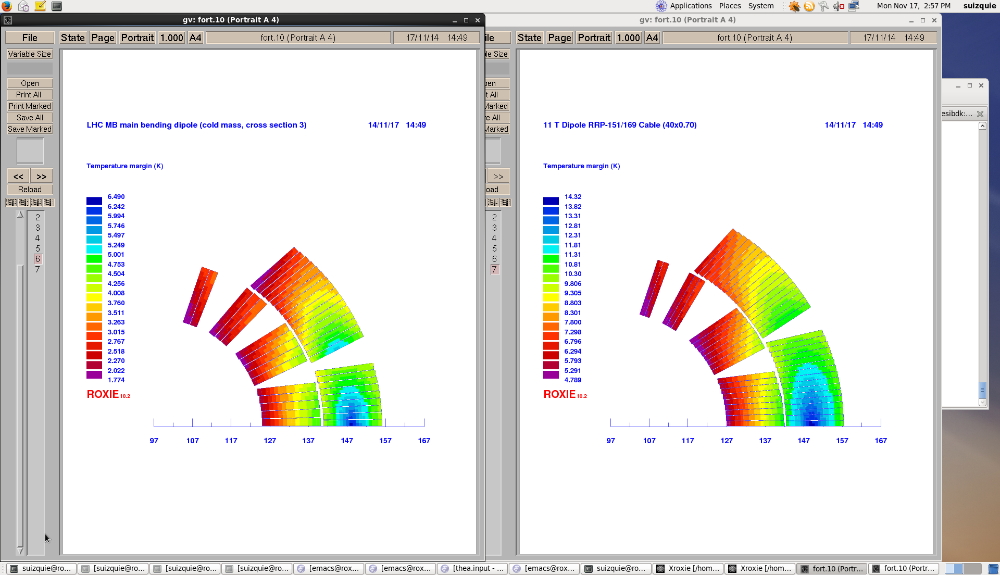 Applications Places System Mon Nov 17, 2:57 PM suizquie
gv: fort.10 (Portrait A 4)
File State Page Portrait 1.000 A4 fort.10 (Portrait A 4) 17/11/14 14:49
Variable Size
Open
Print All
Print Marked
Save All
Save Marked
<< >>
Reload
2
3
4
5
6
7
LHC MB main bending dipole (cold mass, cross section 3) 14/11/17 14:49
Temperature margin (K)
6.490
6.242
5.994
5.746
5.497
5.249
5.001
4.753
4.504
4.256
4.008
3.760
3.511
3.263
3.015
2.767
2.518
2.270
2.022
1.774
ROXIE 10.2
97 107 117 127 137 147 157 167
gv: fort.10 (Portrait A 4)
ile State Page Portrait 1.000 A4 fort.10 (Portrait A 4) 17/11/14 14:49
le Size
pen
t All
Marked
ve All
Marked
>>
oad
2
3
4
5
6
7
11 T Dipole RRP-151/169 Cable (40x0.70) 14/11/17 14:49
Temperature margin (K)
14.32
13.82
13.31
12.81
12.31
11.81
11.31
10.81
10.30
9.806
9.305
8.803
8.301
7.800
7.298
6.796
6.294
5.793
5.291
4.789
ROXIE 10.2
97 107 117 127 137 147 157 167
esibdk:...
suizquie@ro... [suizquie@ro... [suizquie@ro... [suizquie@ro... [emacs@rox... [emacs@rox... [thea.input - ... [emacs@rox... suizquie@ro... Xroxie [/hom... Xroxie [/hom... fort.10 (Portr... fort.10 (Portr...